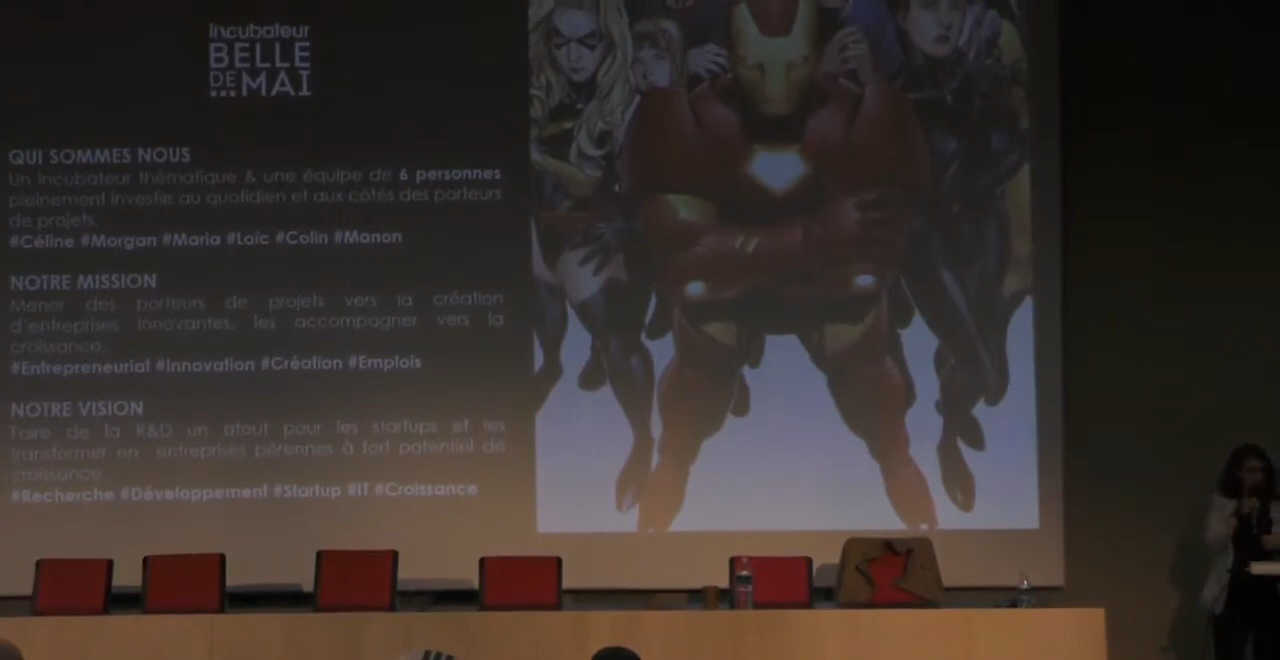 Incubateur
BELLE
DE MAI
QUI SOMMES NOUS
Un incubateur thématique & une équipe de 6 personnes
pleinement investie au quotidien et aux côtés des porteurs
de projets.
#Céline #Morgan #Maria #Loïc #Colin #Manon
NOTRE MISSION
Mener des porteurs de projets vers la création
d'entreprises innovantes, les accompagner vers la
croissance.
#Entrepreneuriat #Innovation #Création #Emplois
NOTRE VISION
Faire de la R&D un atout pour les startups et les
transformer en entreprises pérennes à fort potentiel de
croissance
#Recherche #Développement #Startup #IT #Croissance